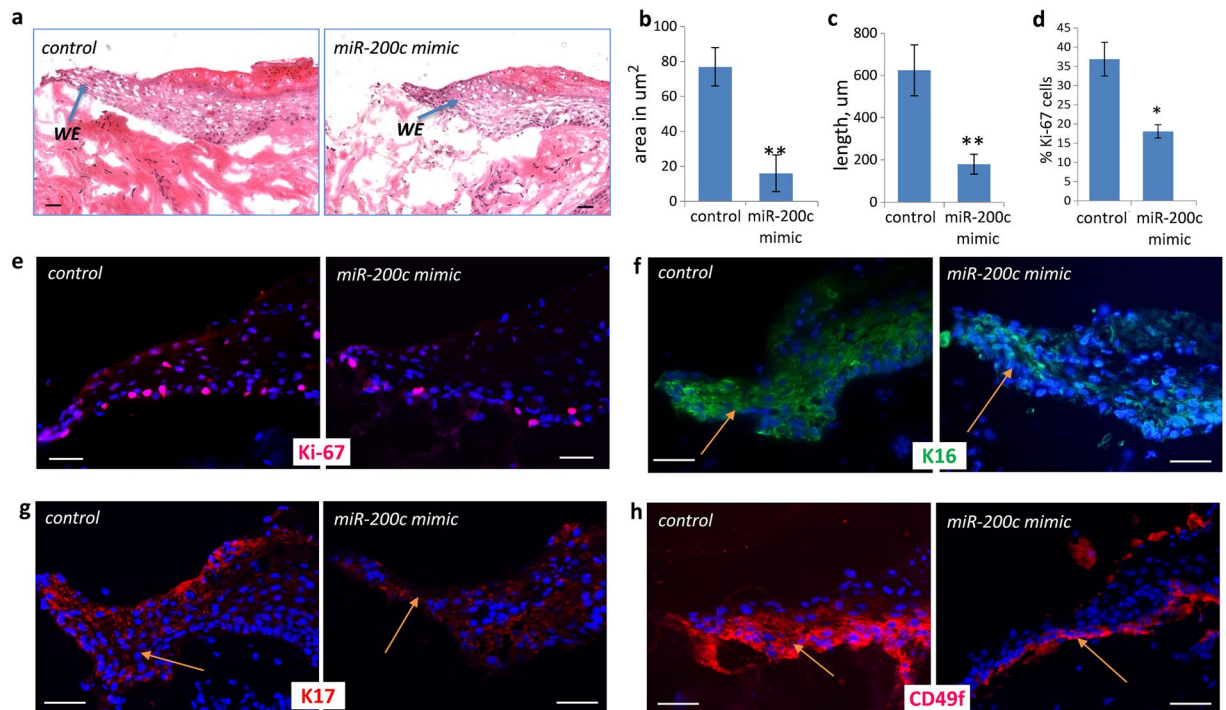 a
control
WE
miR-200c mimic
WE
b
area in um²
100
80
60
40
20
0
**
control
miR-200c
mimic
c
length, um
800
600
400
200
0
**
control
miR-200c
mimic
d
% Ki-67 cells
45
40
35
30
25
20
15
10
5
0
*
control
miR-200c
mimic
e
control
miR-200c mimic
Ki-67
f
control
miR-200c mimic
K16
g
control
miR-200c mimic
K17
h
control
miR-200c mimic
CD49f